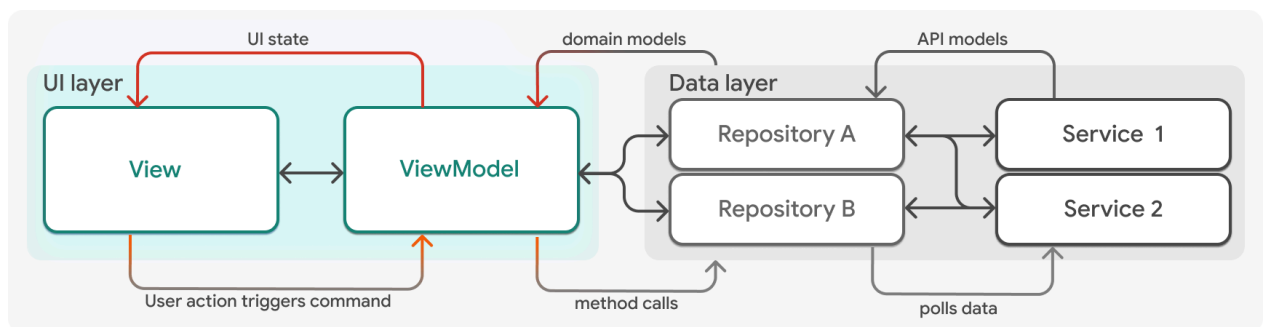 UI state
domain models
API models
UI layer
Data layer
View
ViewModel
Repository A
Service 1
Repository B
Service 2
User action triggers command
method calls
polls data